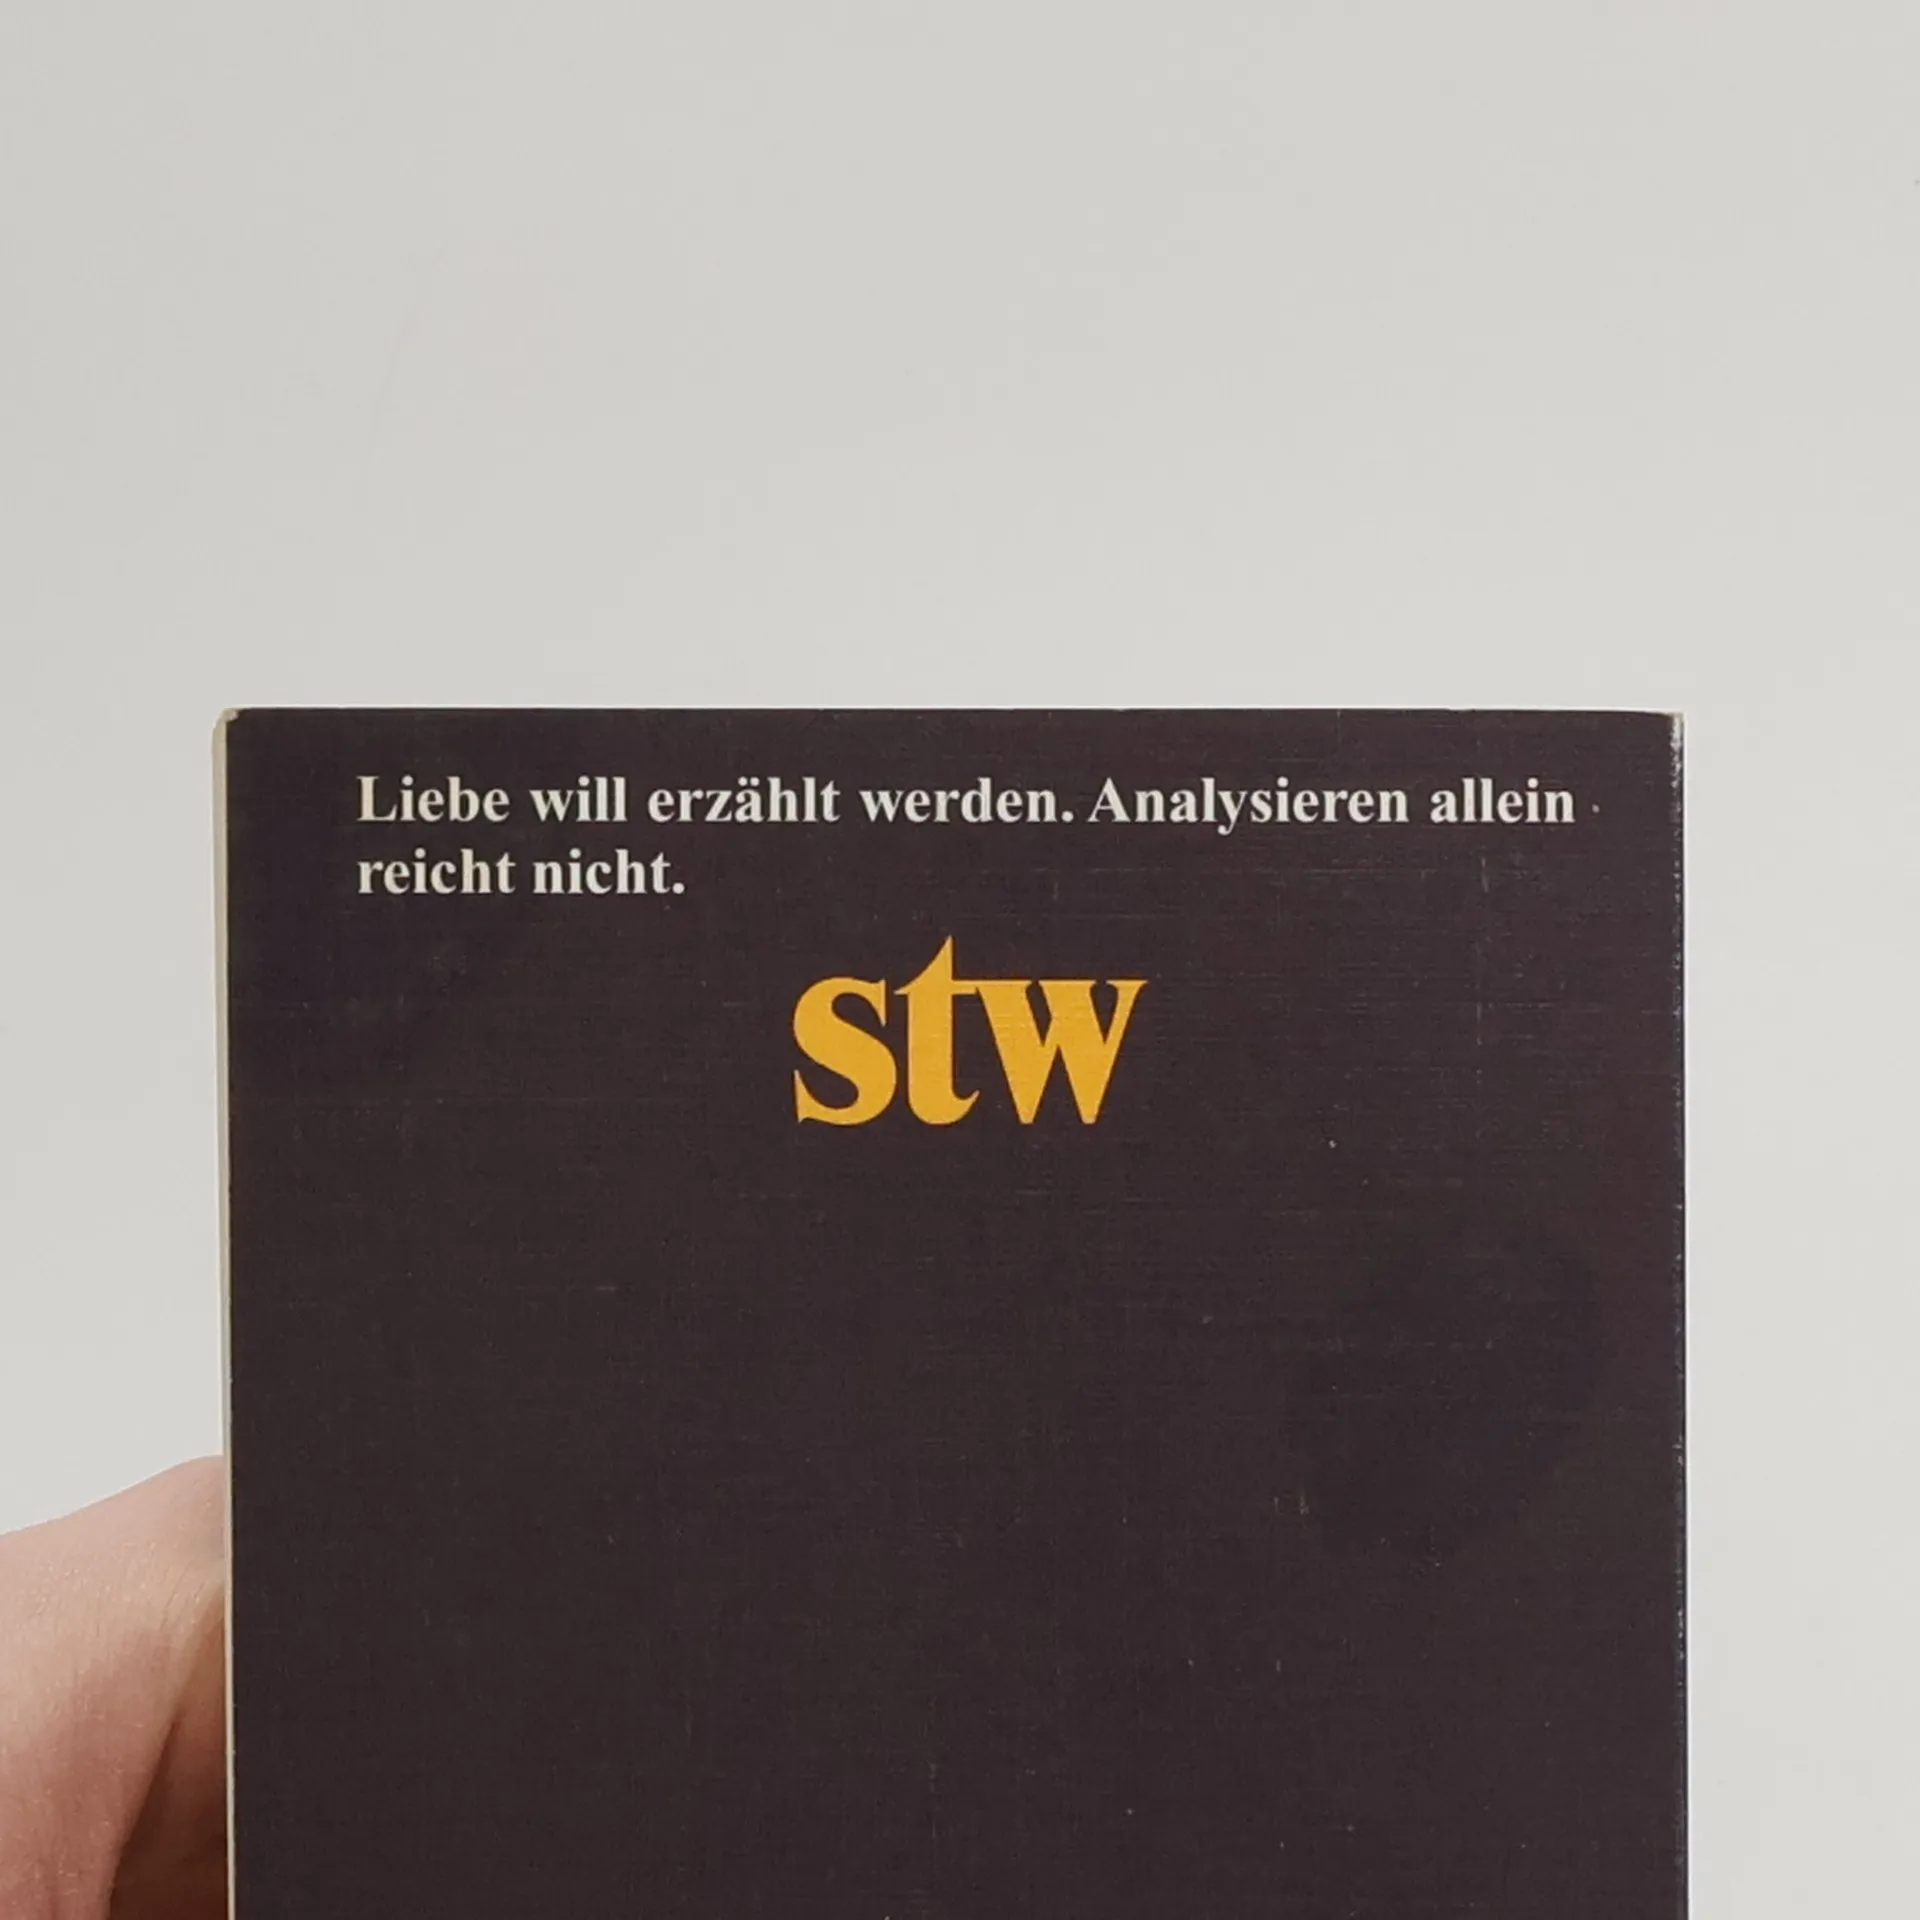 Liebe will erzählt werden. Analysieren allein
reicht nicht.
stw